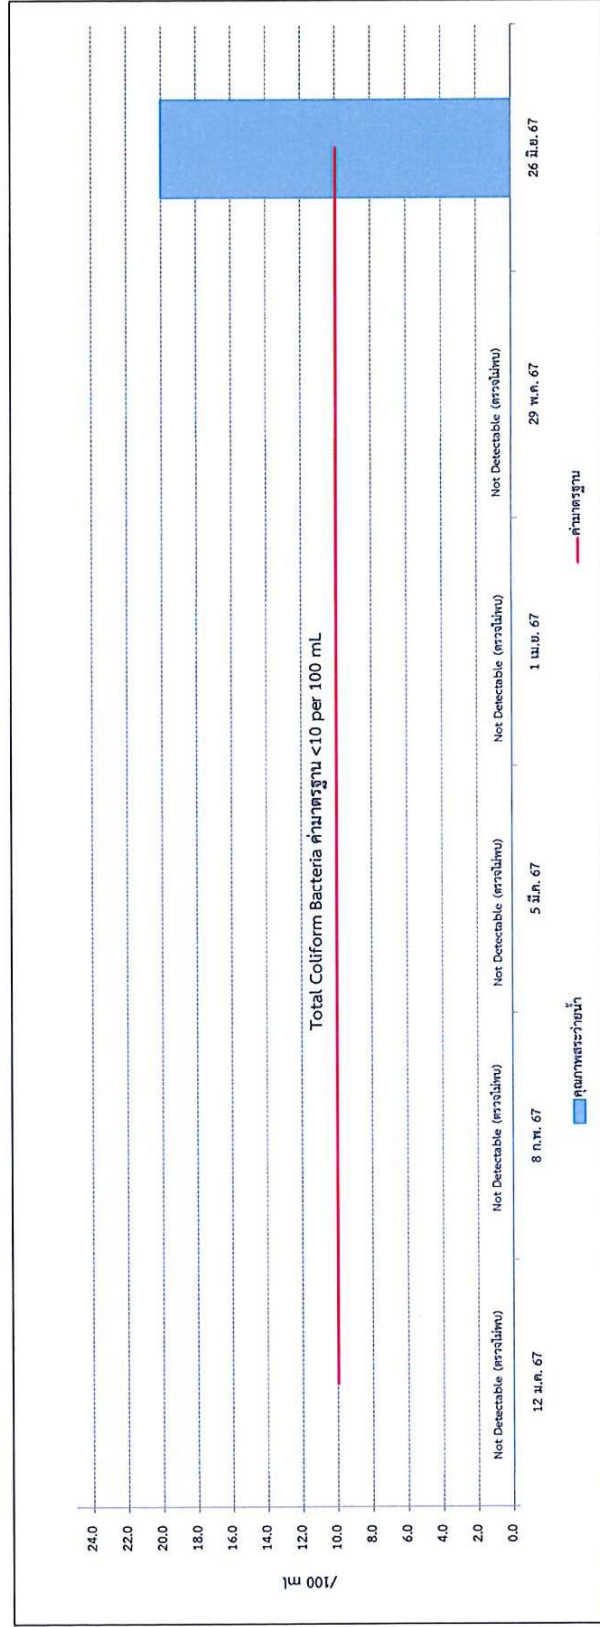 24.0
22.0
20.0
18.0
16.0
14.0
12.0
10.0
8.0
6.0
4.0
2.0
0.0
/100 ml
Total Coliform Bacteria ค่ามาตรฐาน <10 per 100 mL
Not Detectable (ตรวจไม่พบ)
Not Detectable (ตรวจไม่พบ)
Not Detectable (ตรวจไม่พบ)
Not Detectable (ตรวจไม่พบ)
Not Detectable (ตรวจไม่พบ)
12 ม.ค. 67
8 ก.พ. 67
5 มี.ค. 67
1 เม.ย. 67
29 พ.ค. 67
26 มิ.ย. 67
คุณภาพสระว่ายน้ำ
ค่ามาตรฐาน